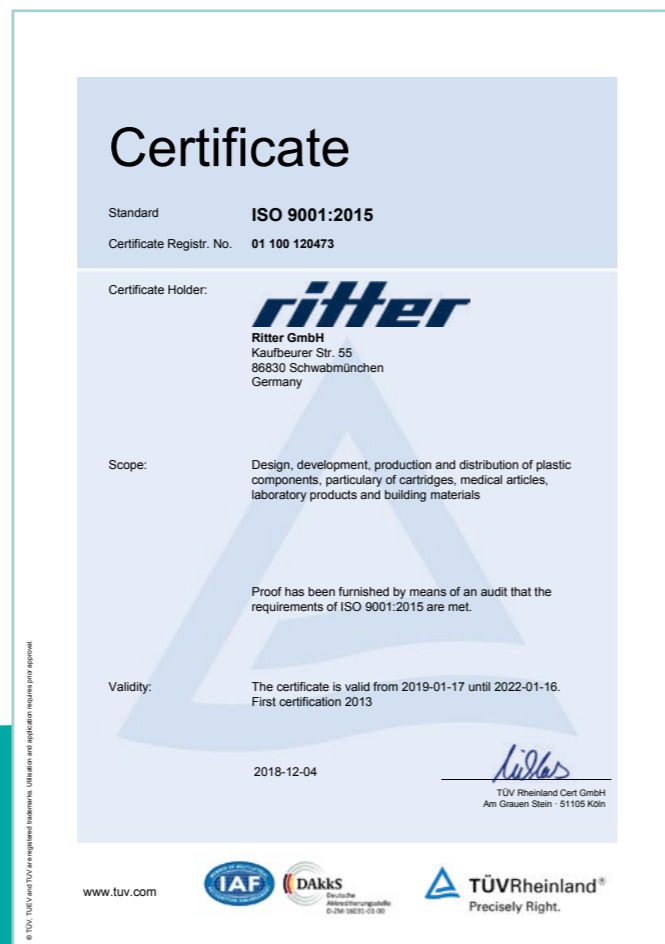 Certificate
Standard ISO 9001:2015
Certificate Registr. No. 01 100 120473
Certificate Holder:
ritter
Ritter GmbH
Kaufbeurer Str. 55
86830 Schwabmünchen
Germany
Scope: Design, development, production and distribution of plastic
components, particulary of cartridges, medical articles,
laboratory products and building materials
Proof has been furnished by means of an audit that the
requirements of ISO 9001:2015 are met.
Validity: The certificate is valid from 2019-01-17 until 2022-01-16.
First certification 2013
2018-12-04
TÜV Rheinland Cert GmbH
Am Grauen Stein · 51105 Köln
® TÜV, TUEV and TUV are registered trademarks. Utilisation and application requires prior approval.
www.tuv.com
IAF
DAkkS
Deutsche
Akkreditierungsstelle
D-ZM-16031-01-00
TÜVRheinland®
Precisely Right.